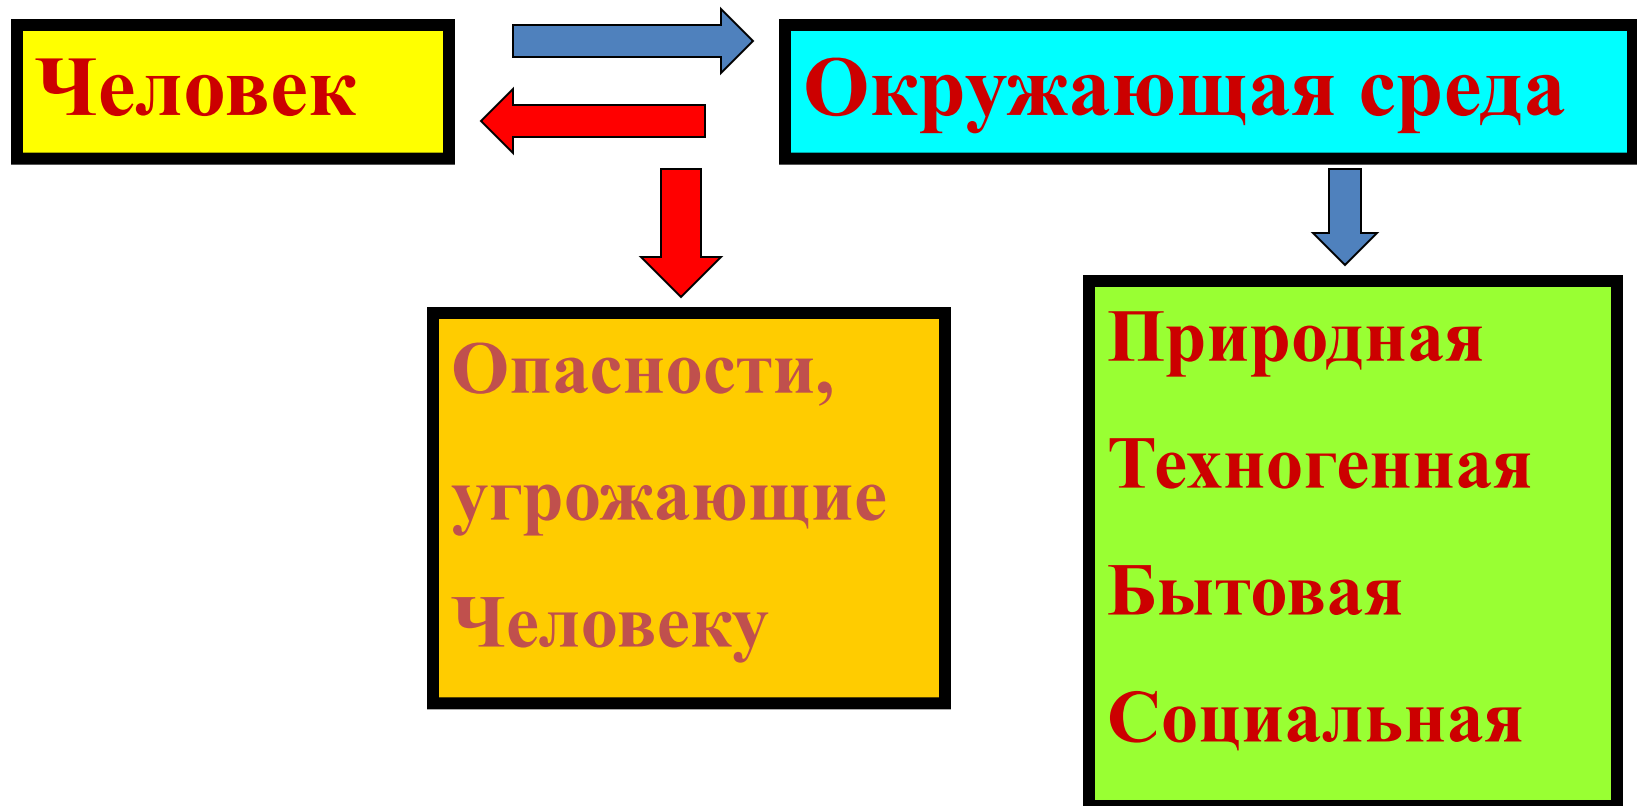 Человек
Окружающая среда
Опасности,
угрожающие
Человеку
Природная
Техногенная
Бытовая
Социальная